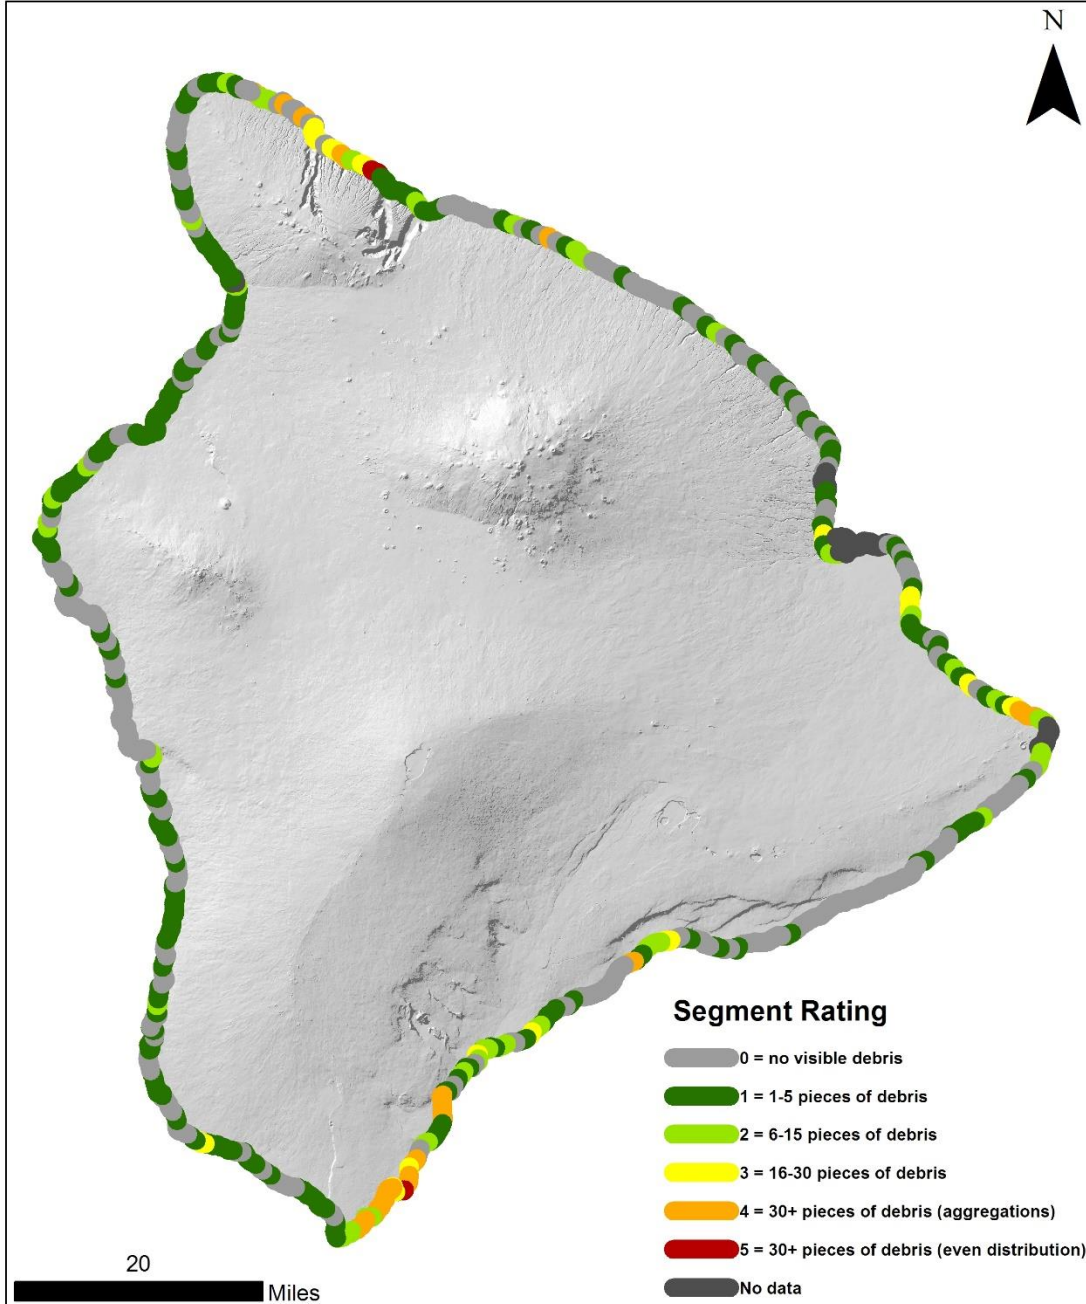 N
Segment Rating
0 = no visible debris
1 = 1-5 pieces of debris
2 = 6-15 pieces of debris
3 = 16-30 pieces of debris
4 = 30+ pieces of debris (aggregations)
5 = 30+ pieces of debris (even distribution)
No data
20
Miles